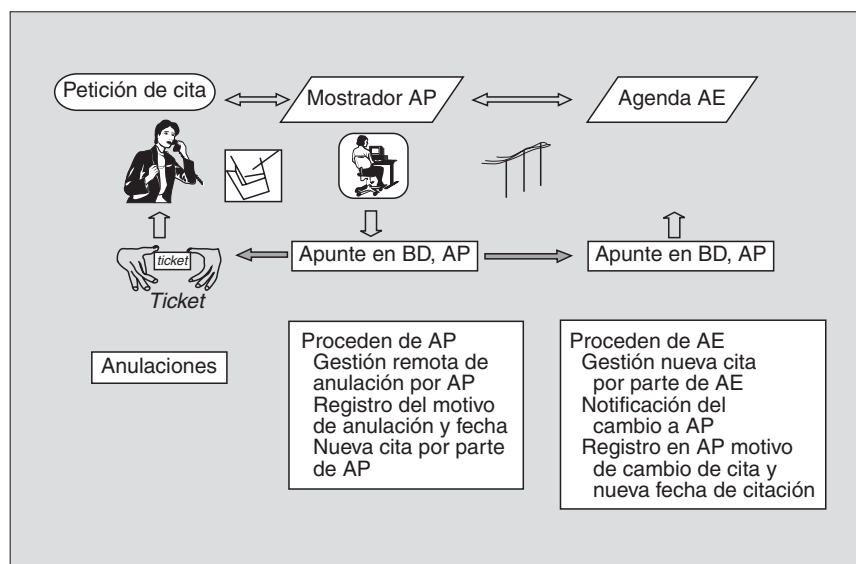 Petición de cita
Mostrador AP
Agenda AE
ticket
Ticket
Apunte en BD, AP
Apunte en BD, AP
Anulaciones
Proceden de AP
Gestión remota de
anulación por AP
Registro del motivo
de anulación y fecha
Nueva cita por parte
de AP
Proceden de AE
Gestión nueva cita
por parte de AE
Notificación del
cambio a AP
Registro en AP motivo
de cambio de cita y
nueva fecha de citación